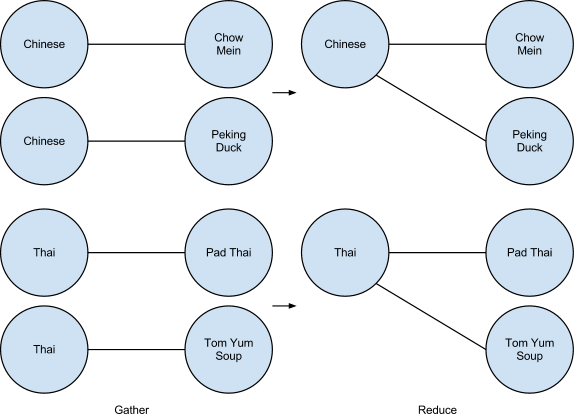 Chinese
Chow
Mein
Chinese
Chow
Mein
Chinese
Peking
Duck
Peking
Duck
Thai
Pad Thai
Thai
Pad Thai
Thai
Tom Yum
Soup
Tom Yum
Soup
Gather
Reduce